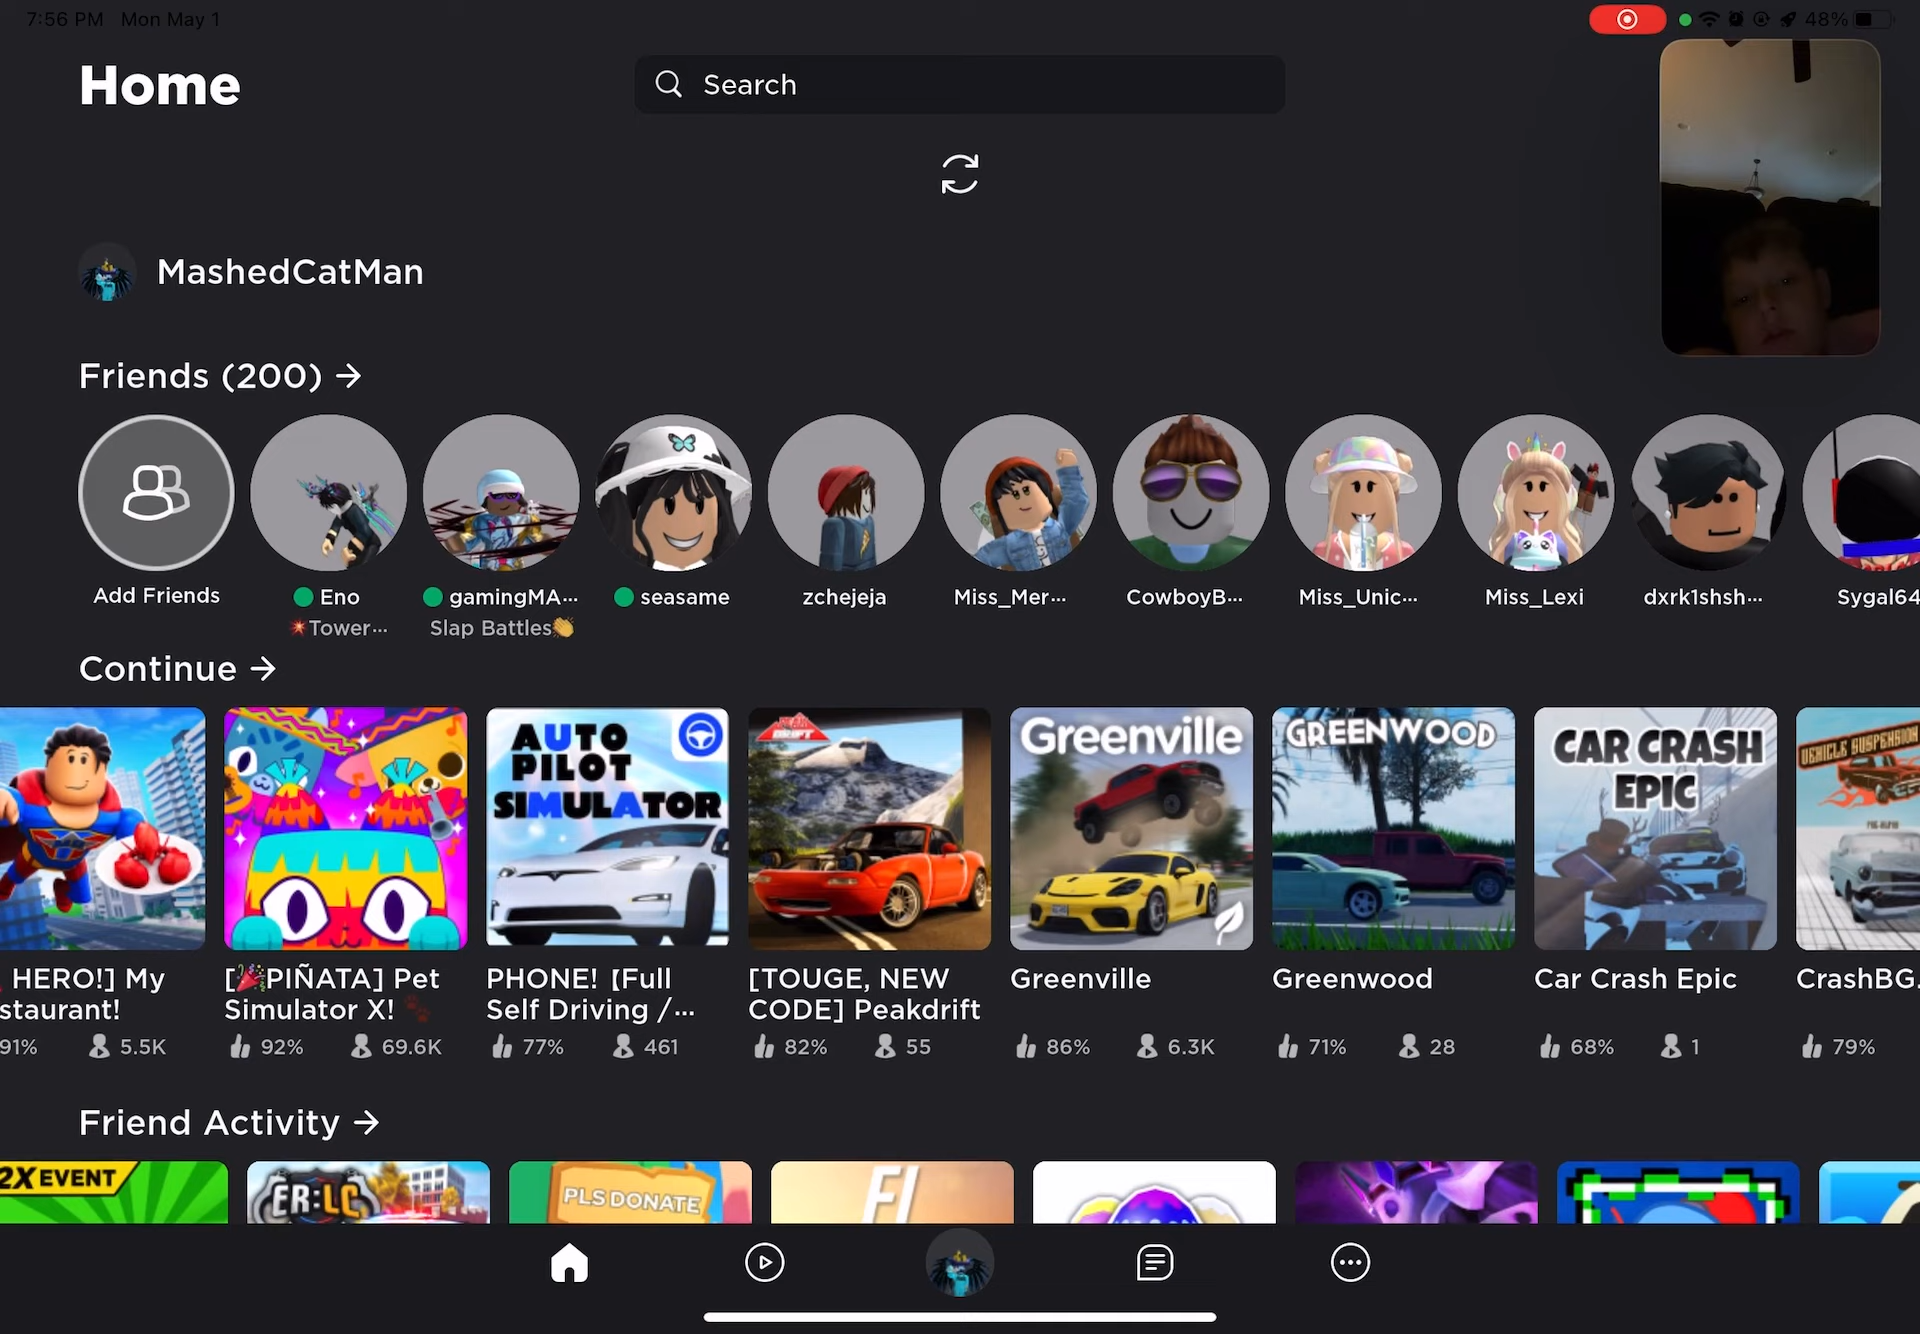 7:56 PM Mon May 1
48%
Home
Search
MashedCatMan
Friends (200)
Add Friends
Eno
gamingMA...
seasame
zchejeja
Miss_Mer...
CowboyB...
Miss_Unic...
Miss_Lexi
dxrk1shsh...
Sygal64
💥Tower...
Slap Battles👏
Continue
AUTO PILOT SIMULATOR
Greenville
GREENWOOD
CAR CRASH EPIC
VEHICLE SUSPENSION
HERO!] My
staurant!
[🎉PIÑATA] Pet
Simulator X! 🐾
PHONE! [Full
Self Driving /...
[TOUGE, NEW
CODE] Peakdrift
Greenville
Greenwood
Car Crash Epic
CrashBG.
91% 5.5K
92% 69.6K
77% 461
82% 55
86% 6.3K
71% 28
68% 1
79%
Friend Activity
2X EVENT
ER:LC
PLS DONATE